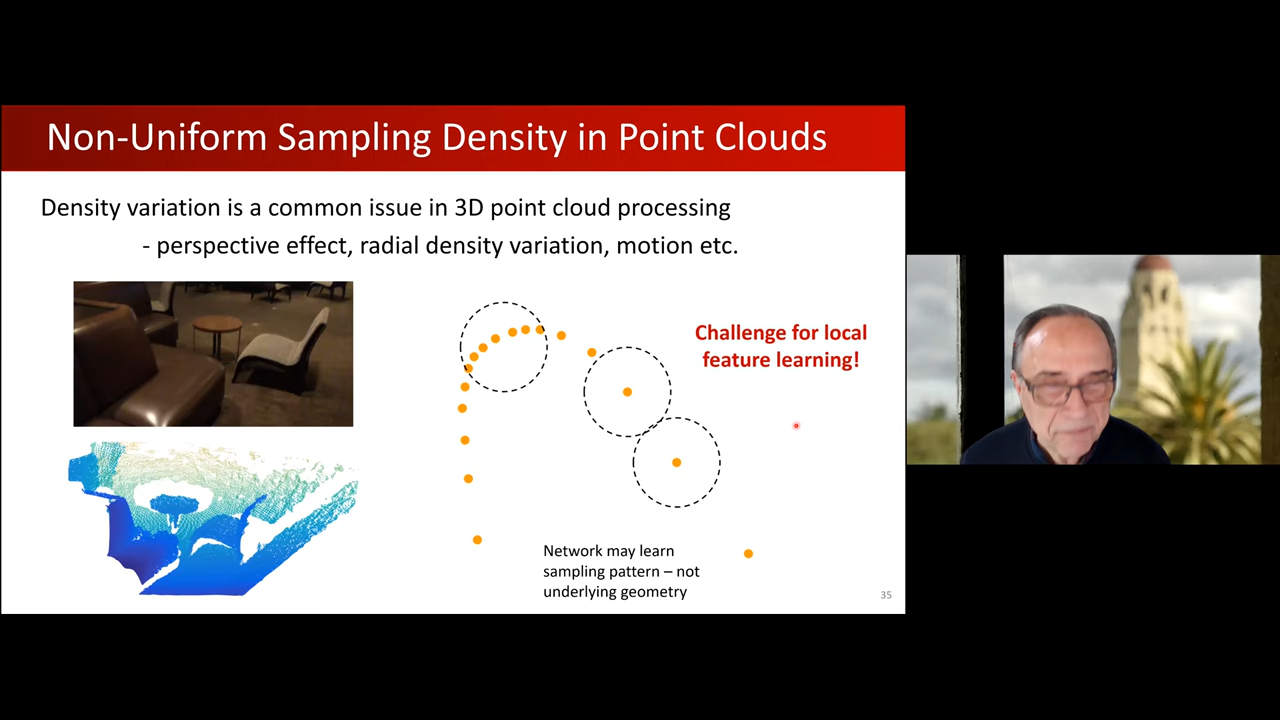 Non-Uniform Sampling Density in Point Clouds
Density variation is a common issue in 3D point cloud processing
- perspective effect, radial density variation, motion etc.
Challenge for local
feature learning!
Network may learn
sampling pattern – not
underlying geometry
35